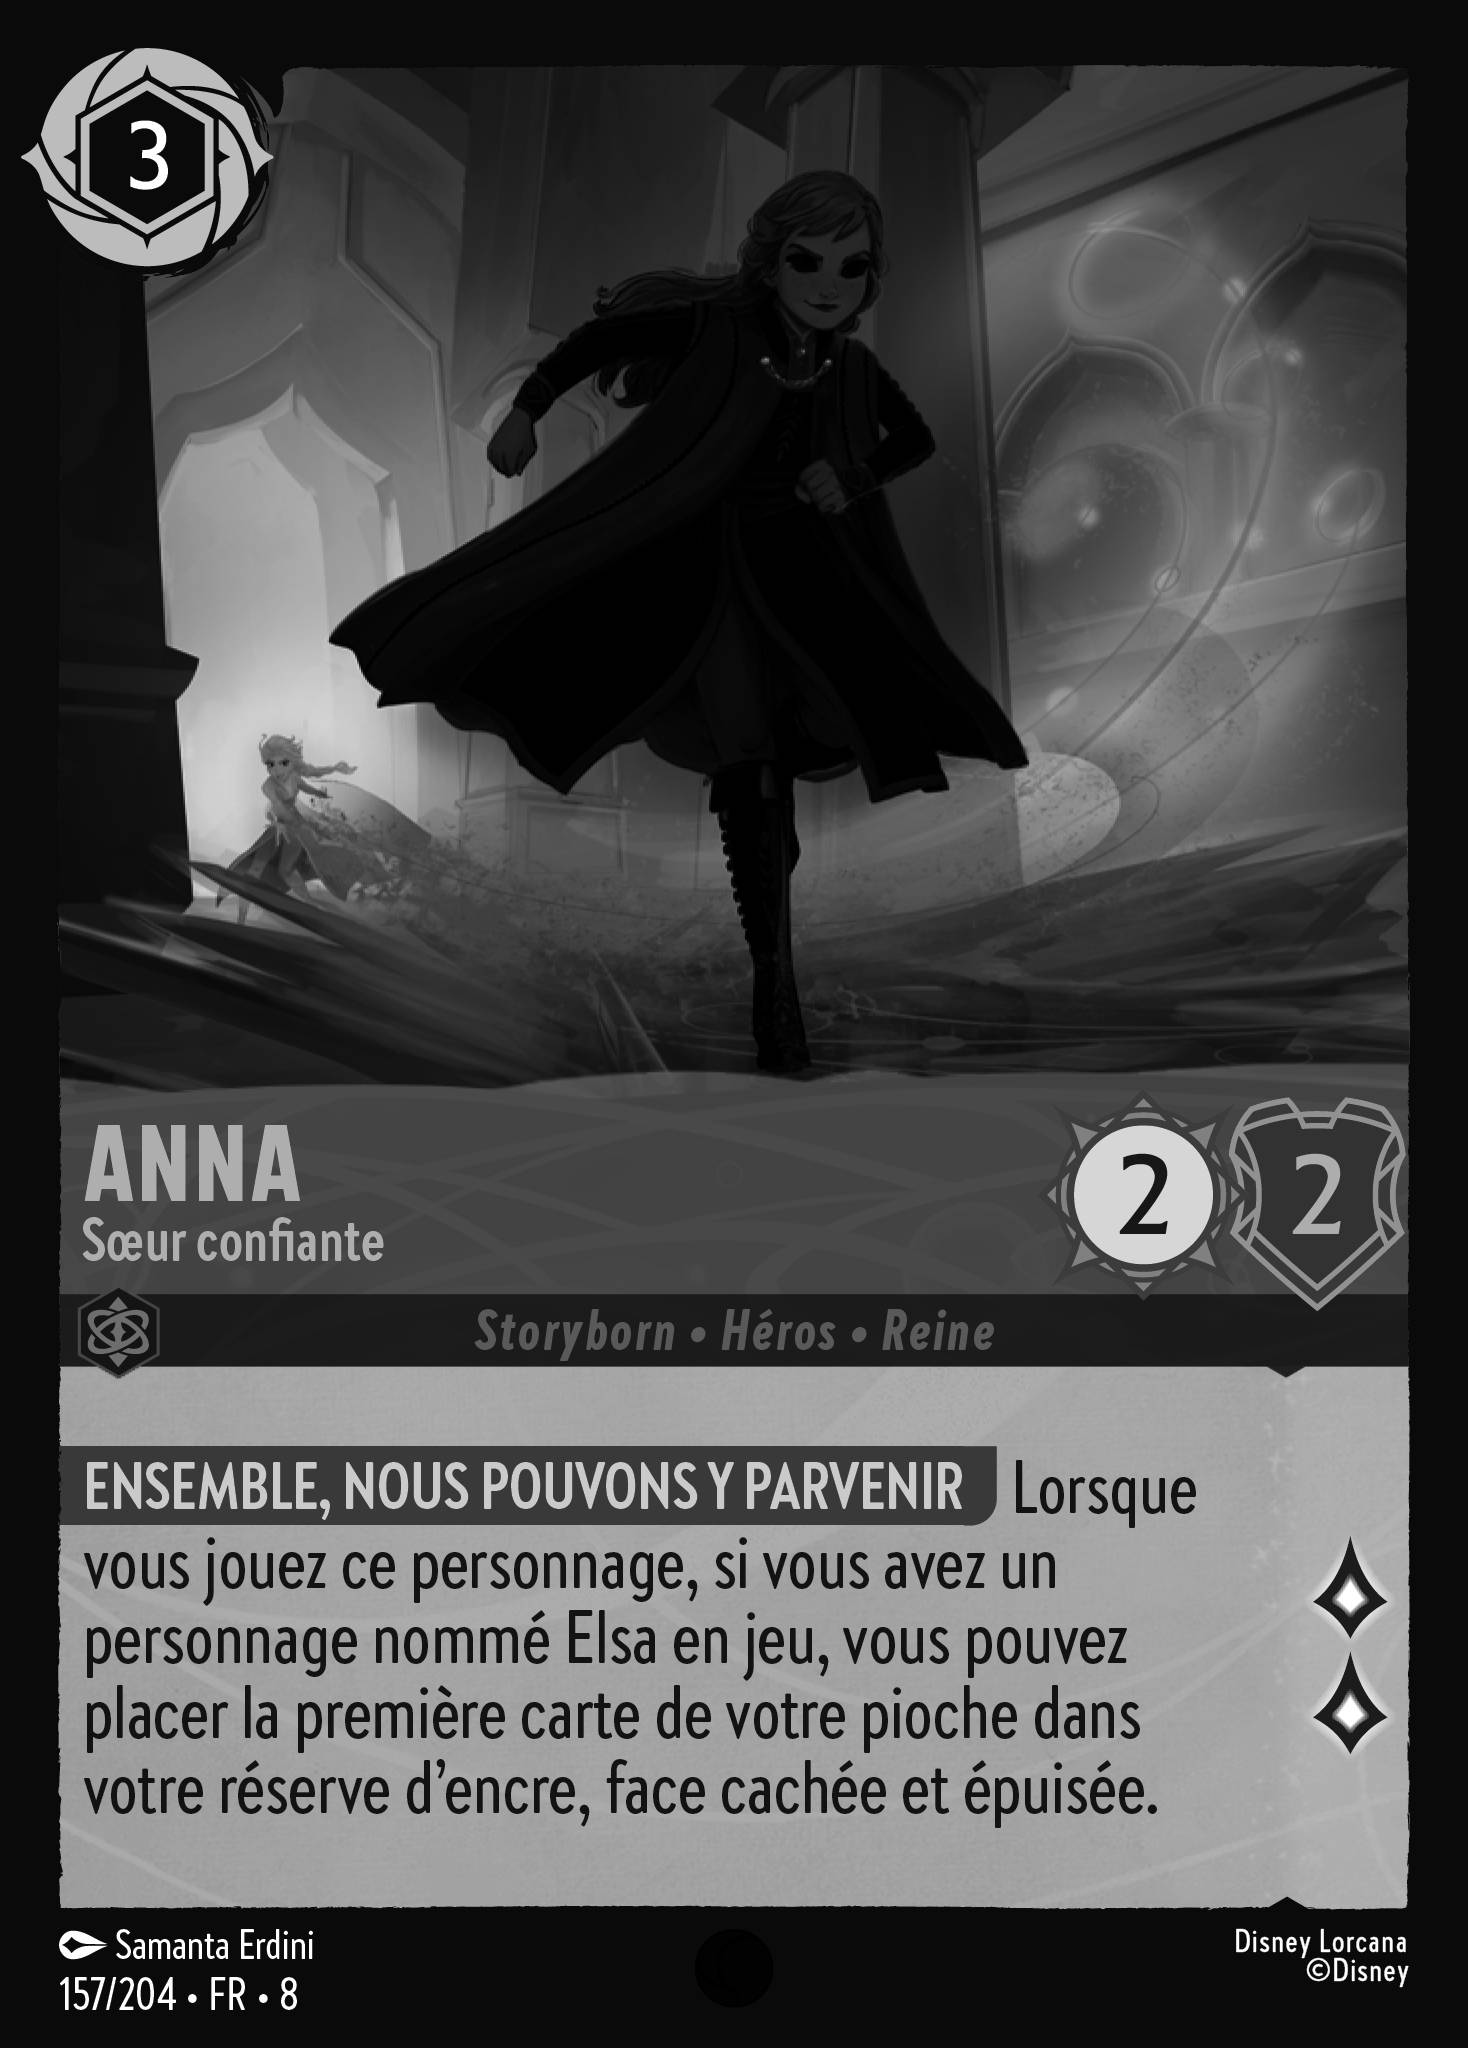 3
ANNA
Sœur confiante
2 2
Storyborn • Héros • Reine
ENSEMBLE, NOUS POUVONS Y PARVENIR Lorsque
vous jouez ce personnage, si vous avez un
personnage nommé Elsa en jeu, vous pouvez
placer la première carte de votre pioche dans
votre réserve d’encre, face cachée et épuisée.
Samanta Erdini
157/204 • FR • 8
Disney Lorcana
©Disney